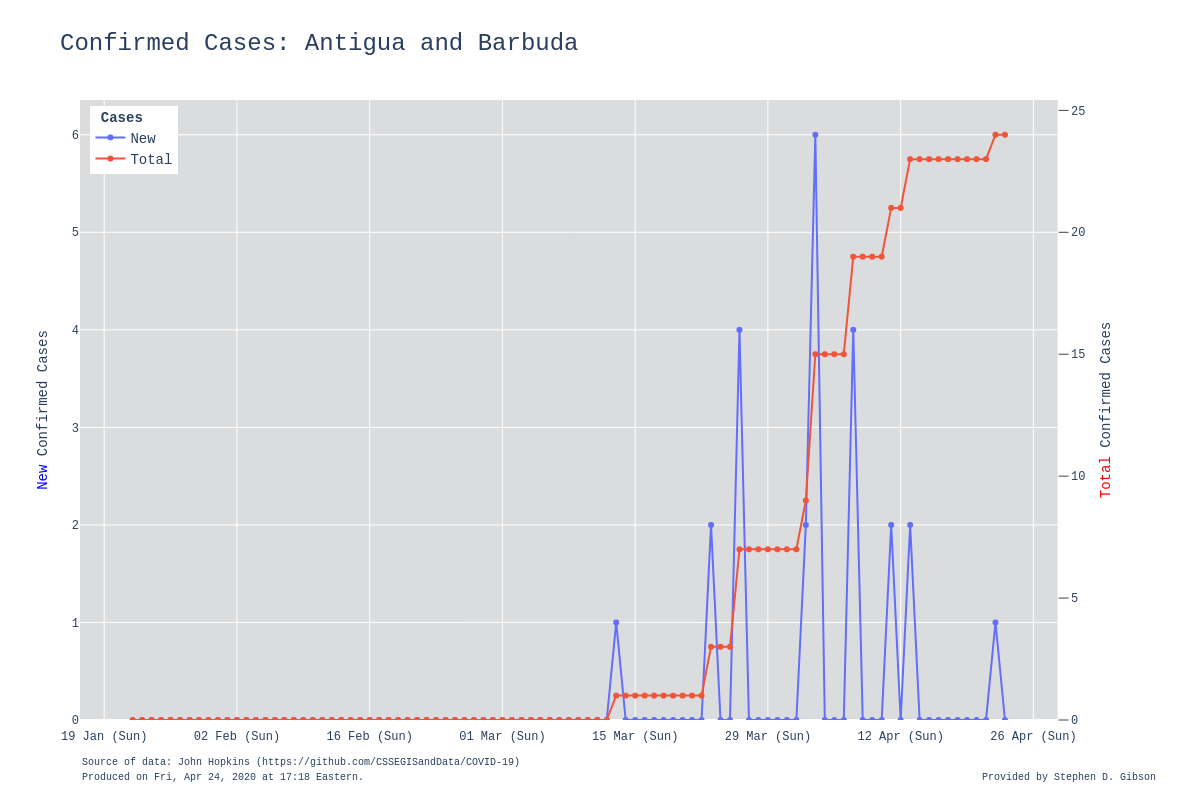 Confirmed Cases: Antigua and Barbuda
Cases
New
Total
6
5
4
3
2
1
0
25
20
15
10
5
0
New Confirmed Cases
Total Confirmed Cases
19 Jan (Sun) 02 Feb (Sun) 16 Feb (Sun) 01 Mar (Sun) 15 Mar (Sun) 29 Mar (Sun) 12 Apr (Sun) 26 Apr (Sun)
Source of data: John Hopkins (https://github.com/CSSEGISandData/COVID-19)
Produced on Fri, Apr 24, 2020 at 17:18 Eastern.
Provided by Stephen D. Gibson